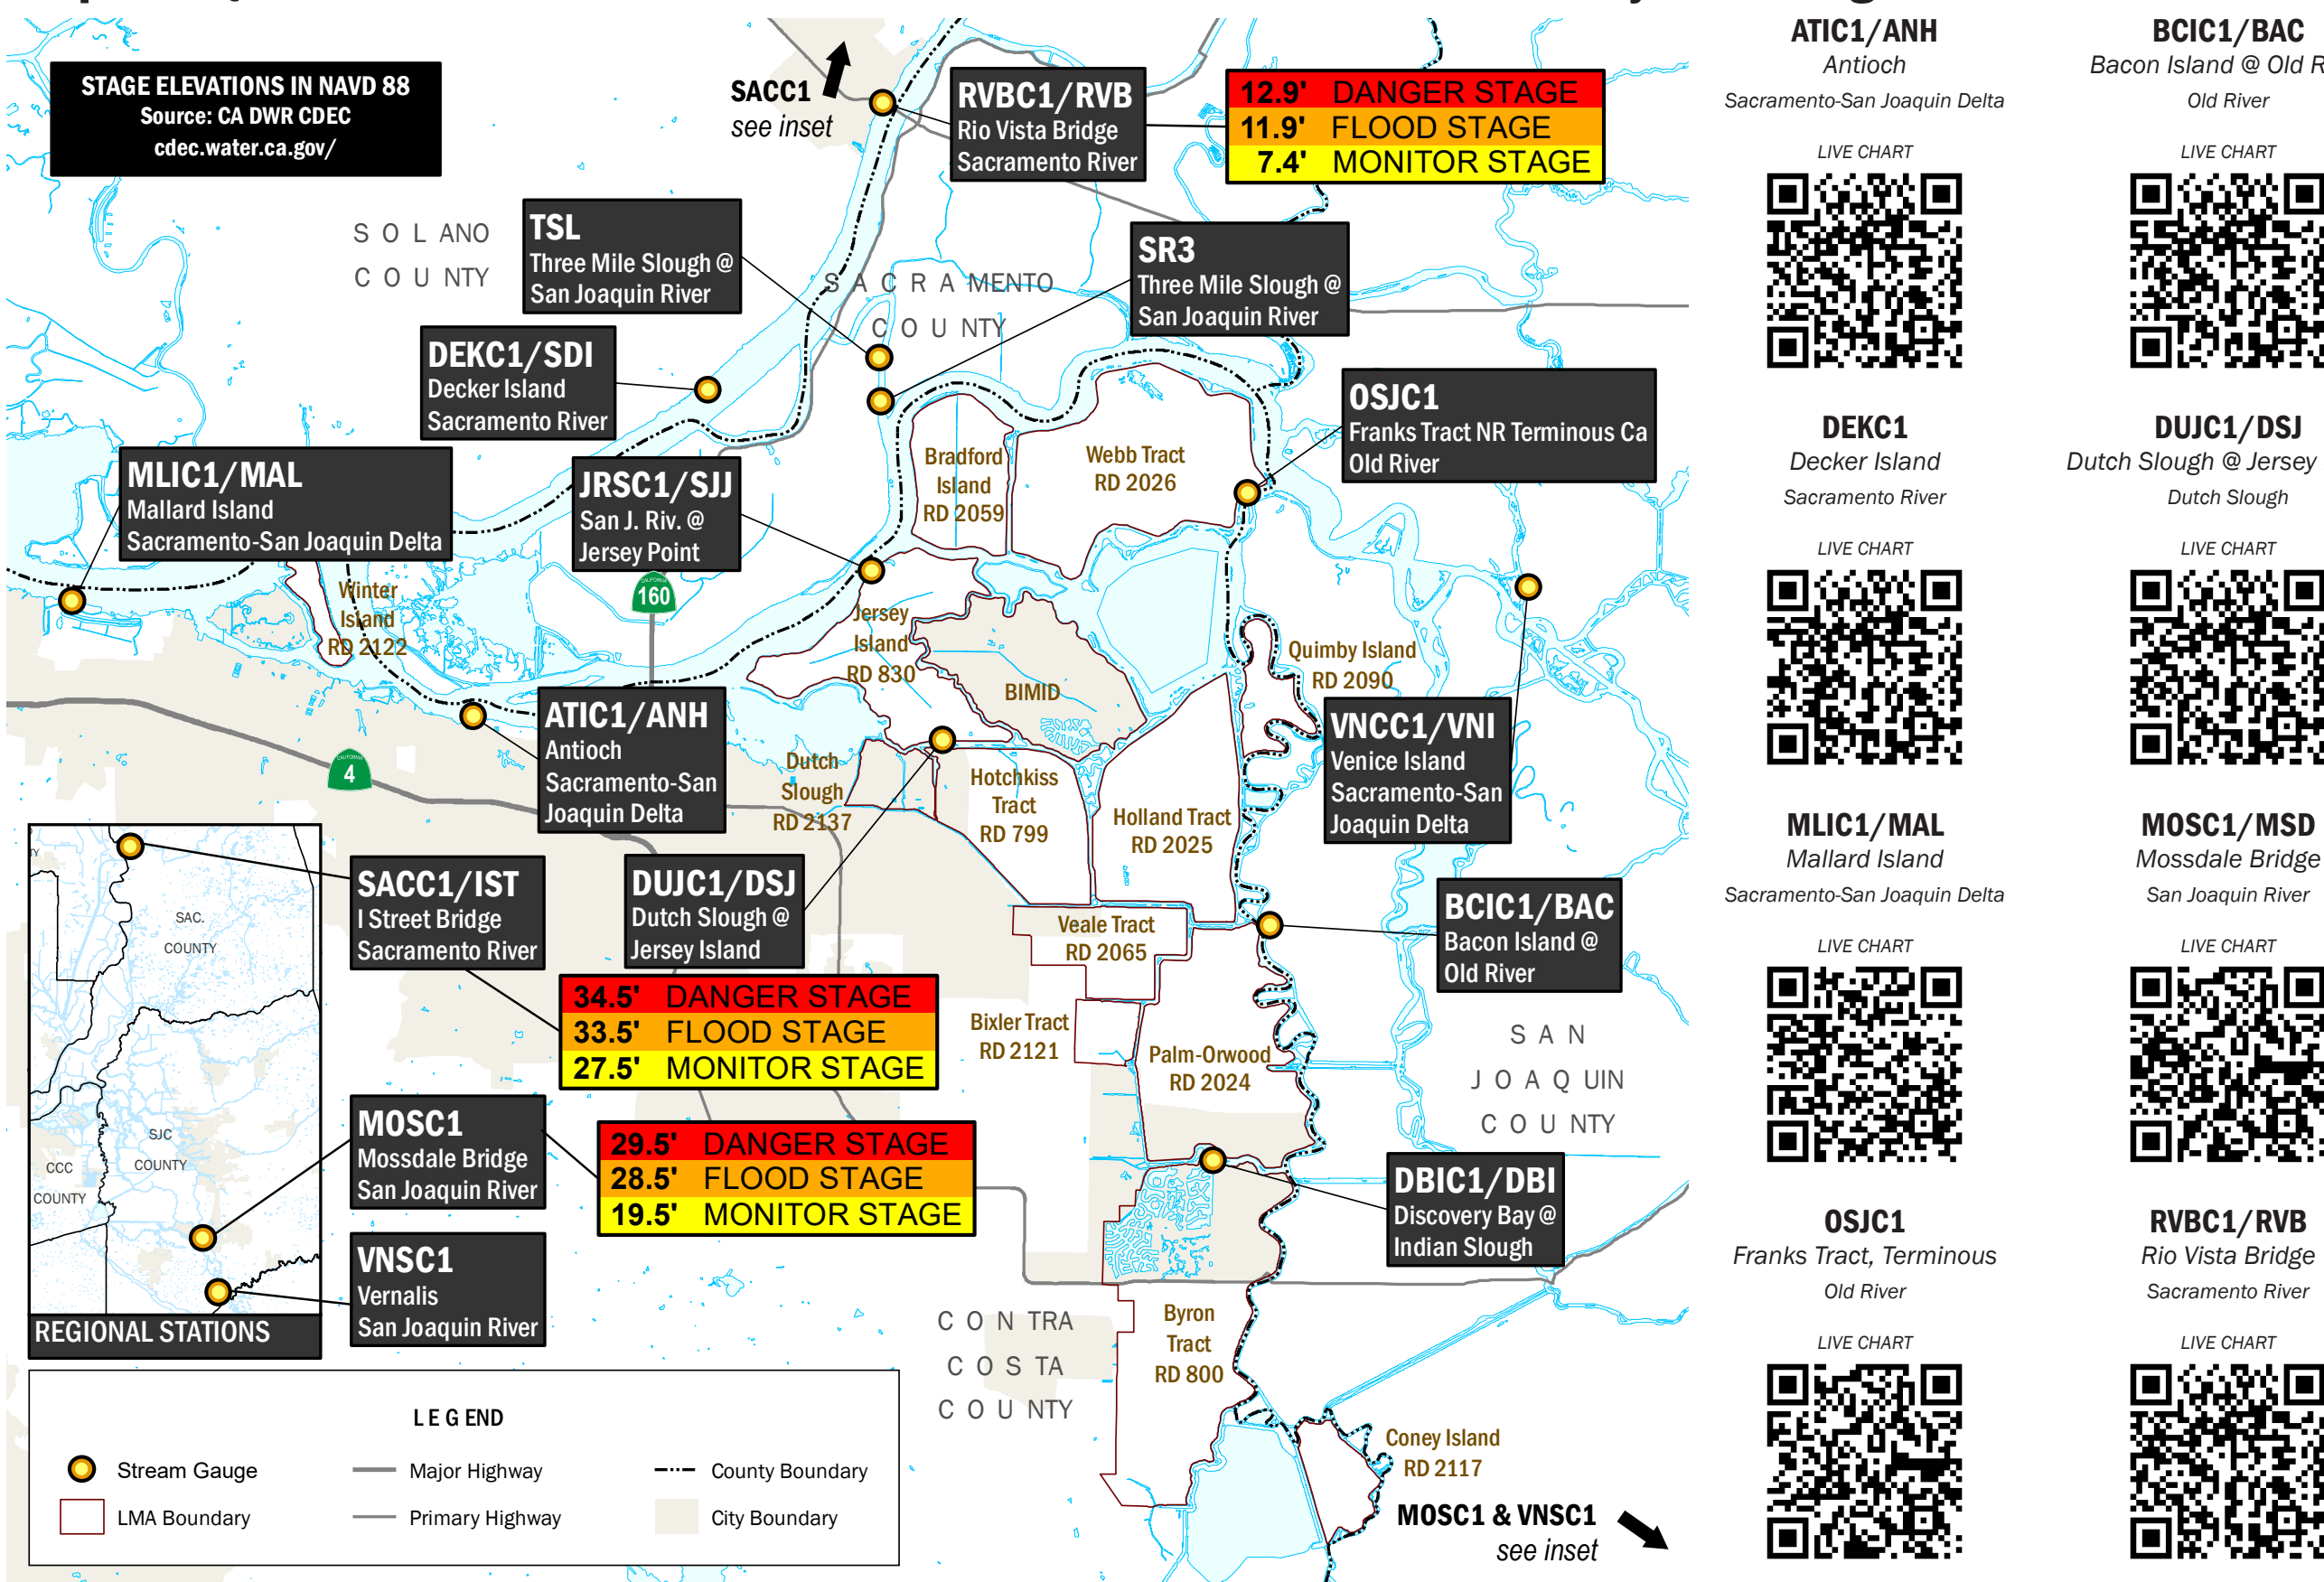 STAGE ELEVATIONS IN NAVD 88
Source: CA DWR CDEC
cdec.water.ca.gov/
SACC1
see inset
RVBC1/RVB
Rio Vista Bridge
Sacramento River
12.9' DANGER STAGE
11.9' FLOOD STAGE
7.4' MONITOR STAGE
SOLANO
COUNTY
TSL
Three Mile Slough @
San Joaquin River
SACRAMENTO
COUNTY
SR3
Three Mile Slough @
San Joaquin River
DEKC1/SDI
Decker Island
Sacramento River
OSJC1
Franks Tract NR Terminous Ca
Old River
MLIC1/MAL
Mallard Island
Sacramento-San Joaquin Delta
JRSC1/SJJ
San J. Riv. @
Jersey Point
Bradford
Island
RD 2059
Webb Tract
RD 2026
CALIFORNIA
160
Winter
Island
RD 2122
Jersey
Island
RD 830
BIMID
Quimby Island
RD 2090
ATIC1/ANH
Antioch
Sacramento-San
Joaquin Delta
VNCC1/VNI
Venice Island
Sacramento-San
Joaquin Delta
CALIFORNIA
4
Dutch
Slough
RD 2137
Hotchkiss
Tract
RD 799
Holland Tract
RD 2025
SACC1/IST
I Street Bridge
Sacramento River
DUJC1/DSJ
Dutch Slough @
Jersey Island
Veale Tract
RD 2065
BCIC1/BAC
Bacon Island @
Old River
34.5' DANGER STAGE
33.5' FLOOD STAGE
27.5' MONITOR STAGE
Bixler Tract
RD 2121
Palm-Orwood
RD 2024
SAN
JOAQUIN
COUNTY
MOSC1
Mossdale Bridge
San Joaquin River
29.5' DANGER STAGE
28.5' FLOOD STAGE
19.5' MONITOR STAGE
DBIC1/DBI
Discovery Bay @
Indian Slough
VNSC1
Vernalis
San Joaquin River
TY
SAC.
COUNTY
SJC
COUNTY
CCC
COUNTY
REGIONAL STATIONS
CONTRA
COSTA
COUNTY
Byron
Tract
RD 800
Coney Island
RD 2117
MOSC1 & VNSC1
see inset
LEGEND
Stream Gauge
Major Highway
County Boundary
LMA Boundary
Primary Highway
City Boundary
ATIC1/ANH
Antioch
Sacramento-San Joaquin Delta
LIVE CHART
BCIC1/BAC
Bacon Island @ Old R
Old River
LIVE CHART
DEKC1
Decker Island
Sacramento River
LIVE CHART
DUJC1/DSJ
Dutch Slough @ Jersey
Dutch Slough
LIVE CHART
MLIC1/MAL
Mallard Island
Sacramento-San Joaquin Delta
LIVE CHART
MOSC1/MSD
Mossdale Bridge
San Joaquin River
LIVE CHART
OSJC1
Franks Tract, Terminous
Old River
LIVE CHART
RVBC1/RVB
Rio Vista Bridge
Sacramento River
LIVE CHART